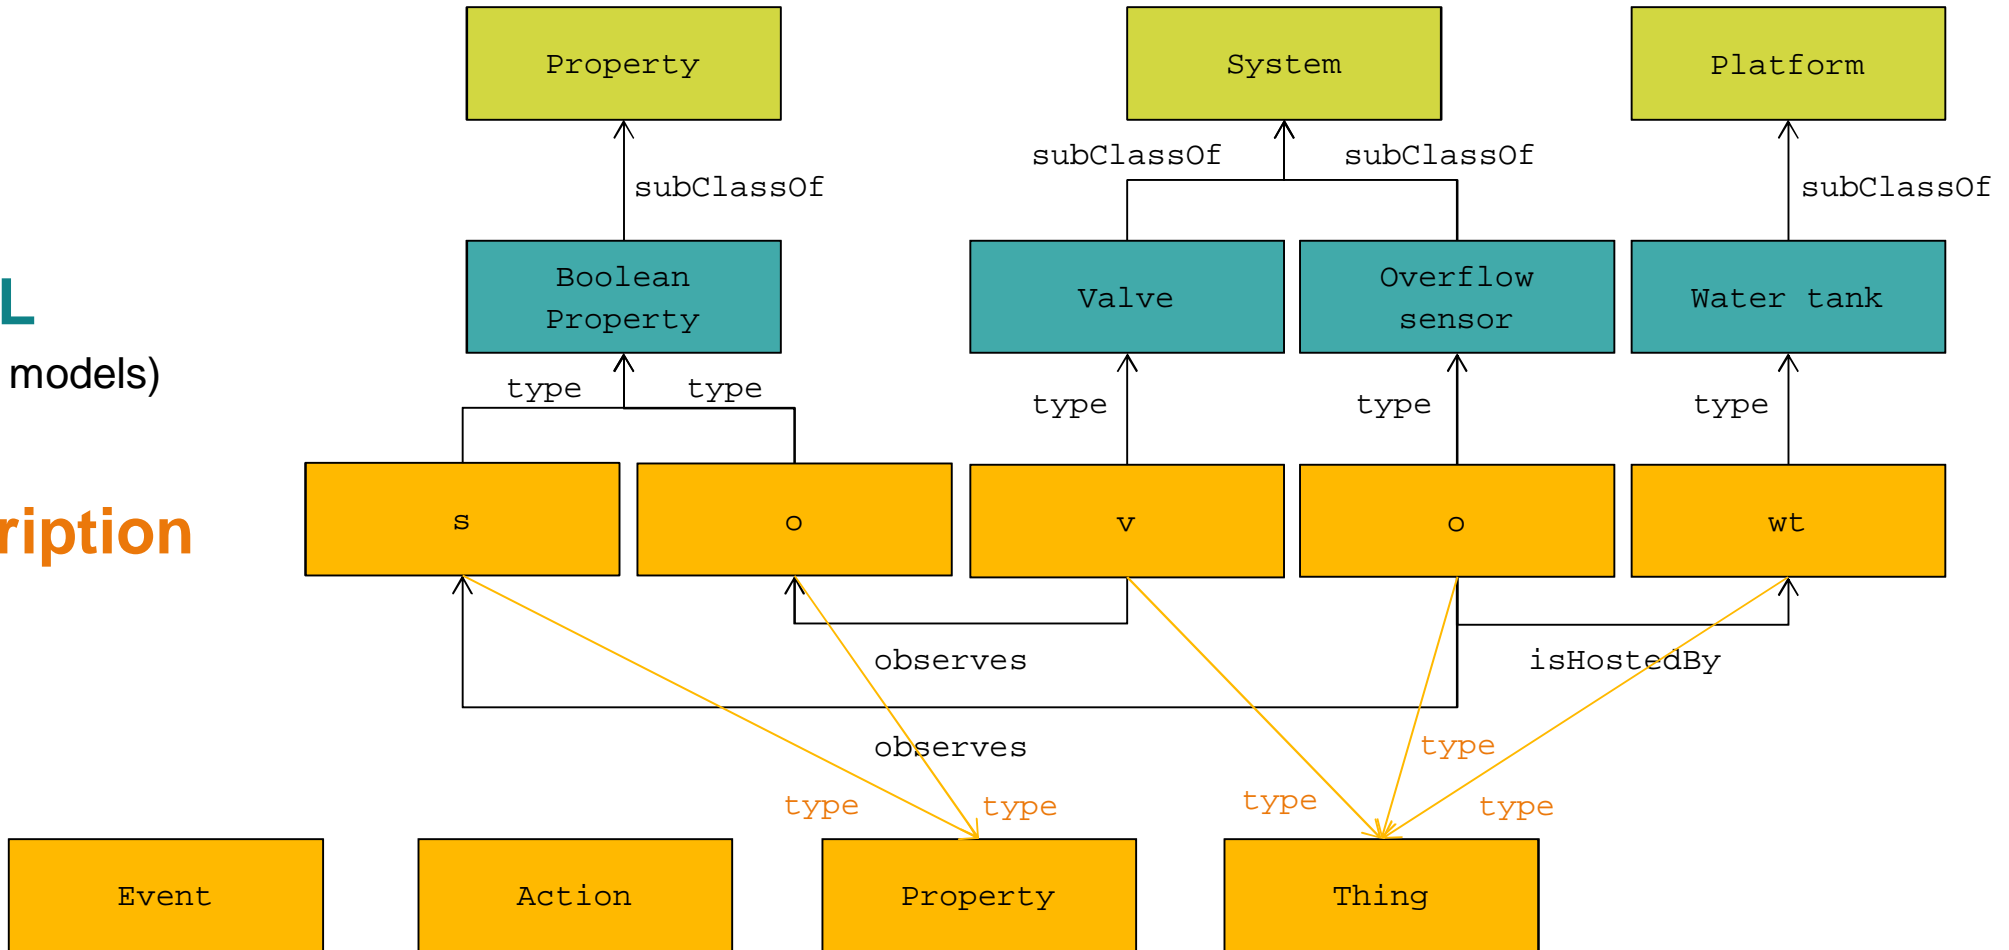 Property
System
Platform
subClassOf
subClassOf
subClassOf
subClassOf
L
models)
Boolean
Property
Valve
Overflow
sensor
Water tank
type
type
type
type
type
ription
s
o
v
o
wt
observes
isHostedBy
observes
type
type
type
type
type
Event
Action
Property
Thing